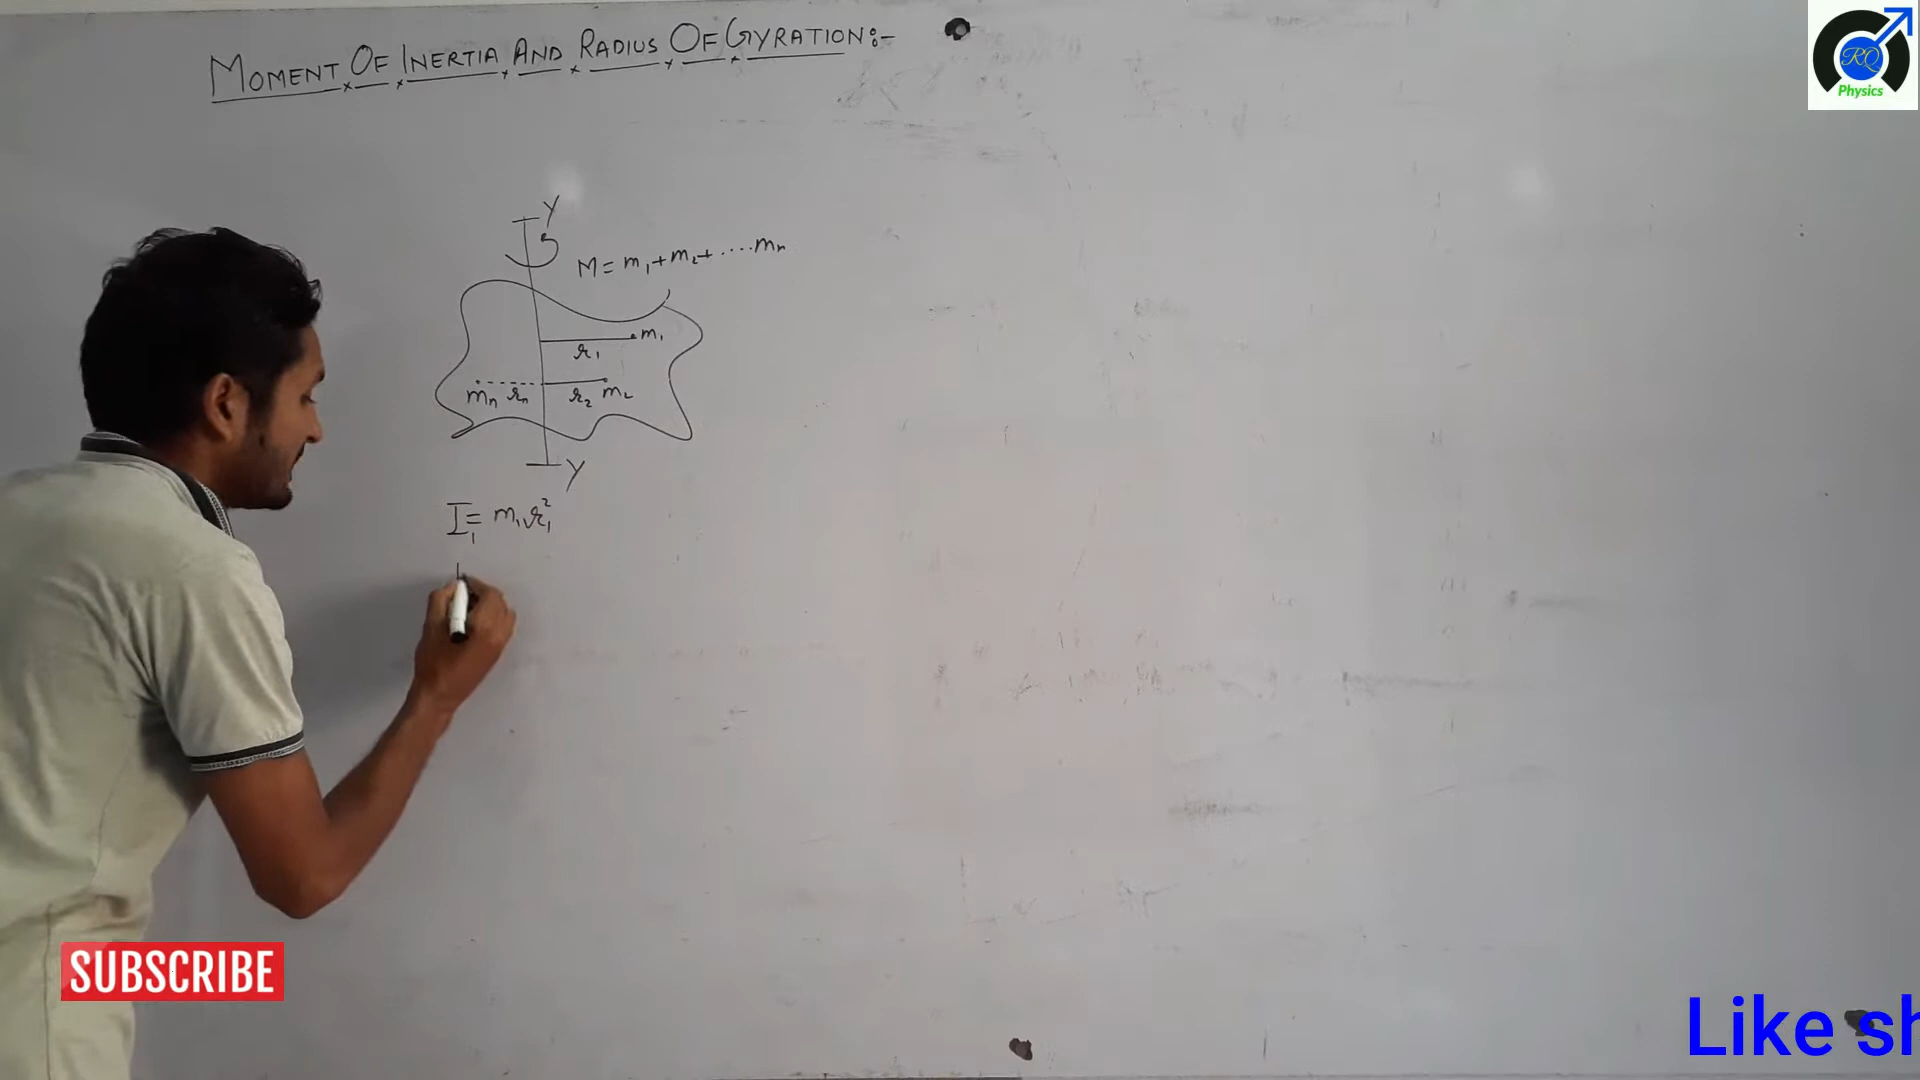 MOMENT OF INERTIA AND RADIUS OF GYRATION:-
RQ
Physics
Y
M = m₁+m₂+ ....mₙ
m₁
r₁
mₙ rₙ r₂ m₂
Y
I₁ = m₁r₁²
SUBSCRIBE
Like sh